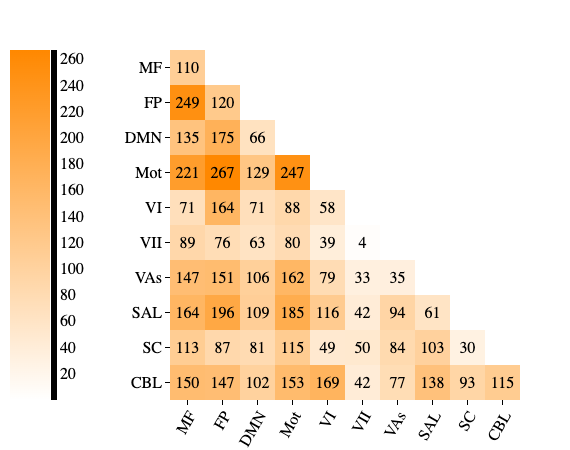 260
240
220
200
180
160
140
120
100
80
60
40
20
MF 110
FP 249 120
DMN 135 175 66
Mot 221 267 129 247
VI 71 164 71 88 58
VII 89 76 63 80 39 4
VAs 147 151 106 162 79 33 35
SAL 164 196 109 185 116 42 94 61
SC 113 87 81 115 49 50 84 103 30
CBL 150 147 102 153 169 42 77 138 93 115
MF FP DMN Mot VI VII VAs SAL SC CBL